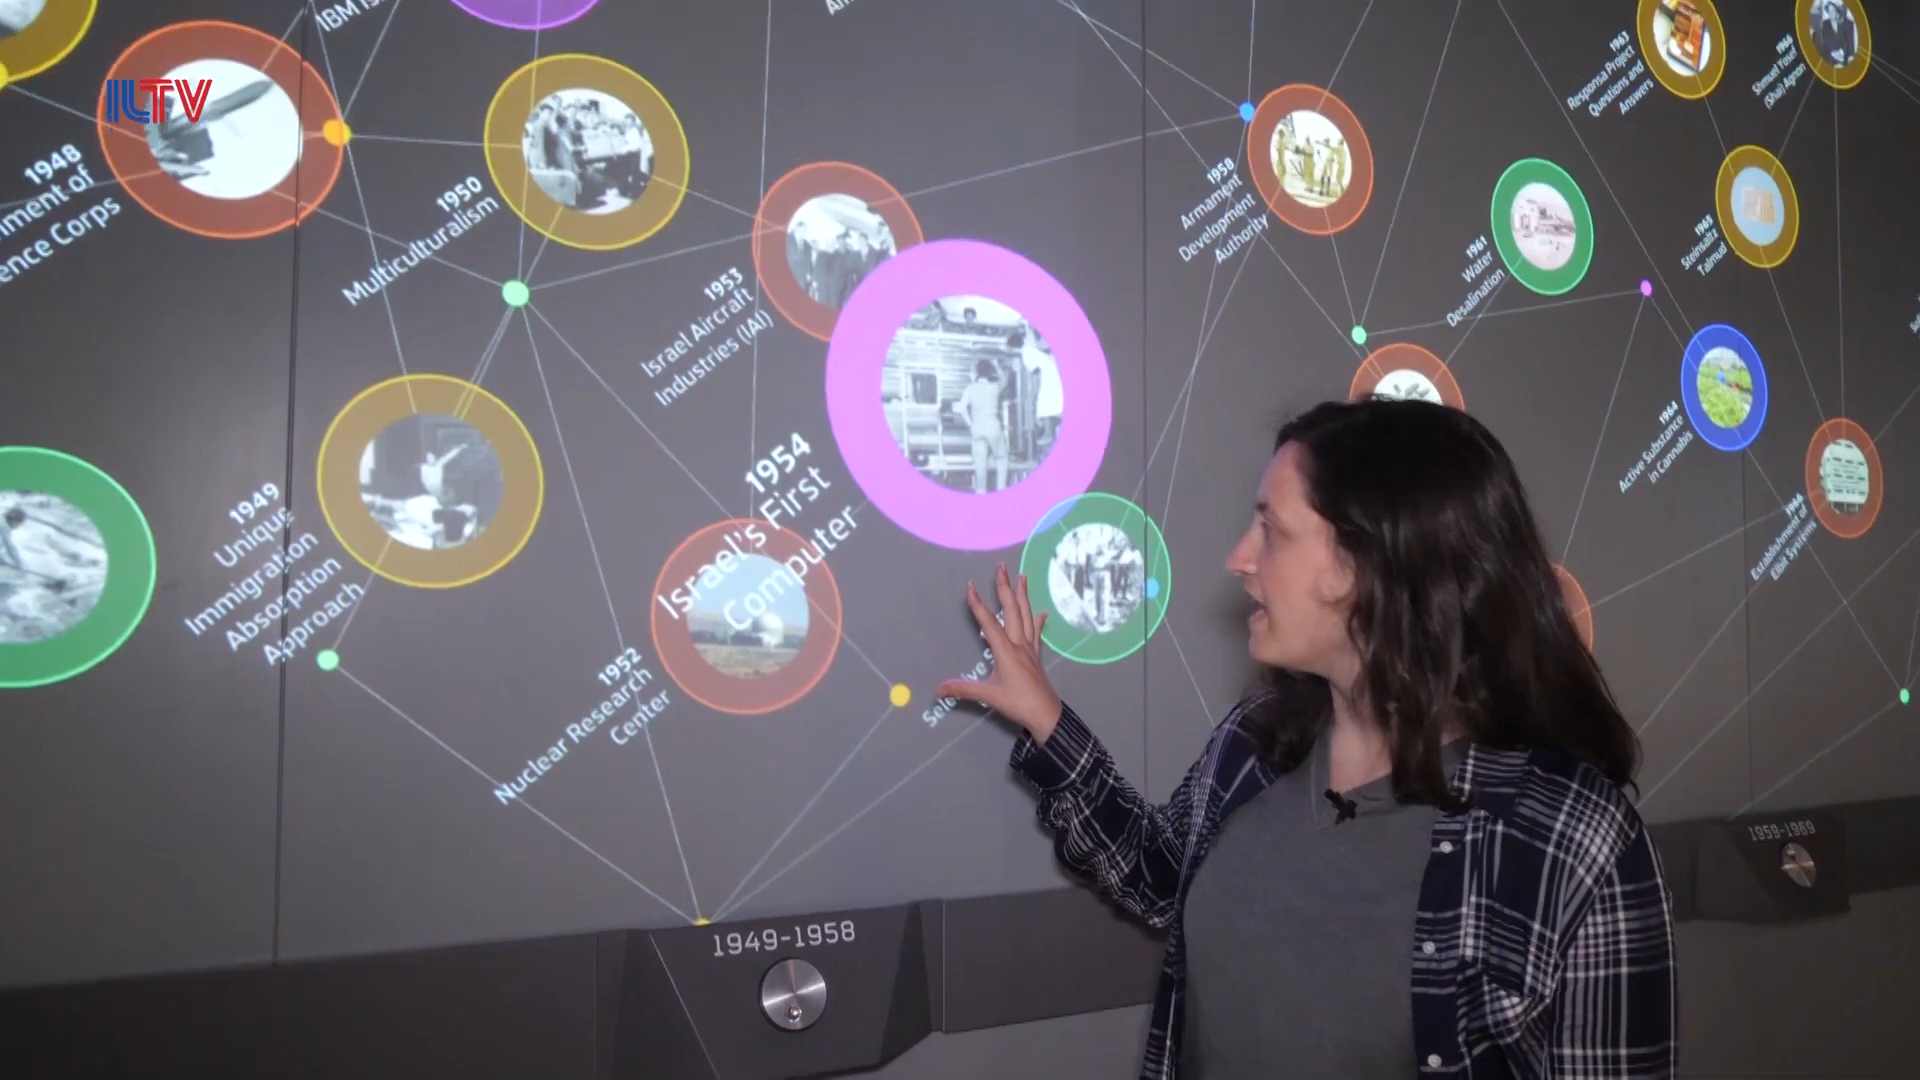 ILTV
IBM
1948
ence Corps
1950
Multiculturalism
1953
Israel Aircraft
Industries (IAI)
1949
Unique
Immigration
Absorption
Approach
1954
Israel's First
Computer
1952
Nuclear Research
Center
1958
Armament
Development
Authority
1961
Water
Desalination
1963
Responsa Project
Questions and
Answers
1966
Shmuel Yosef
(Shai) Agnon
1965
Steinsaltz
Talmud
1964
Active Substance
in Cannabis
1966
Establishment of
Elbit Systems
1949-1958
1959-1969